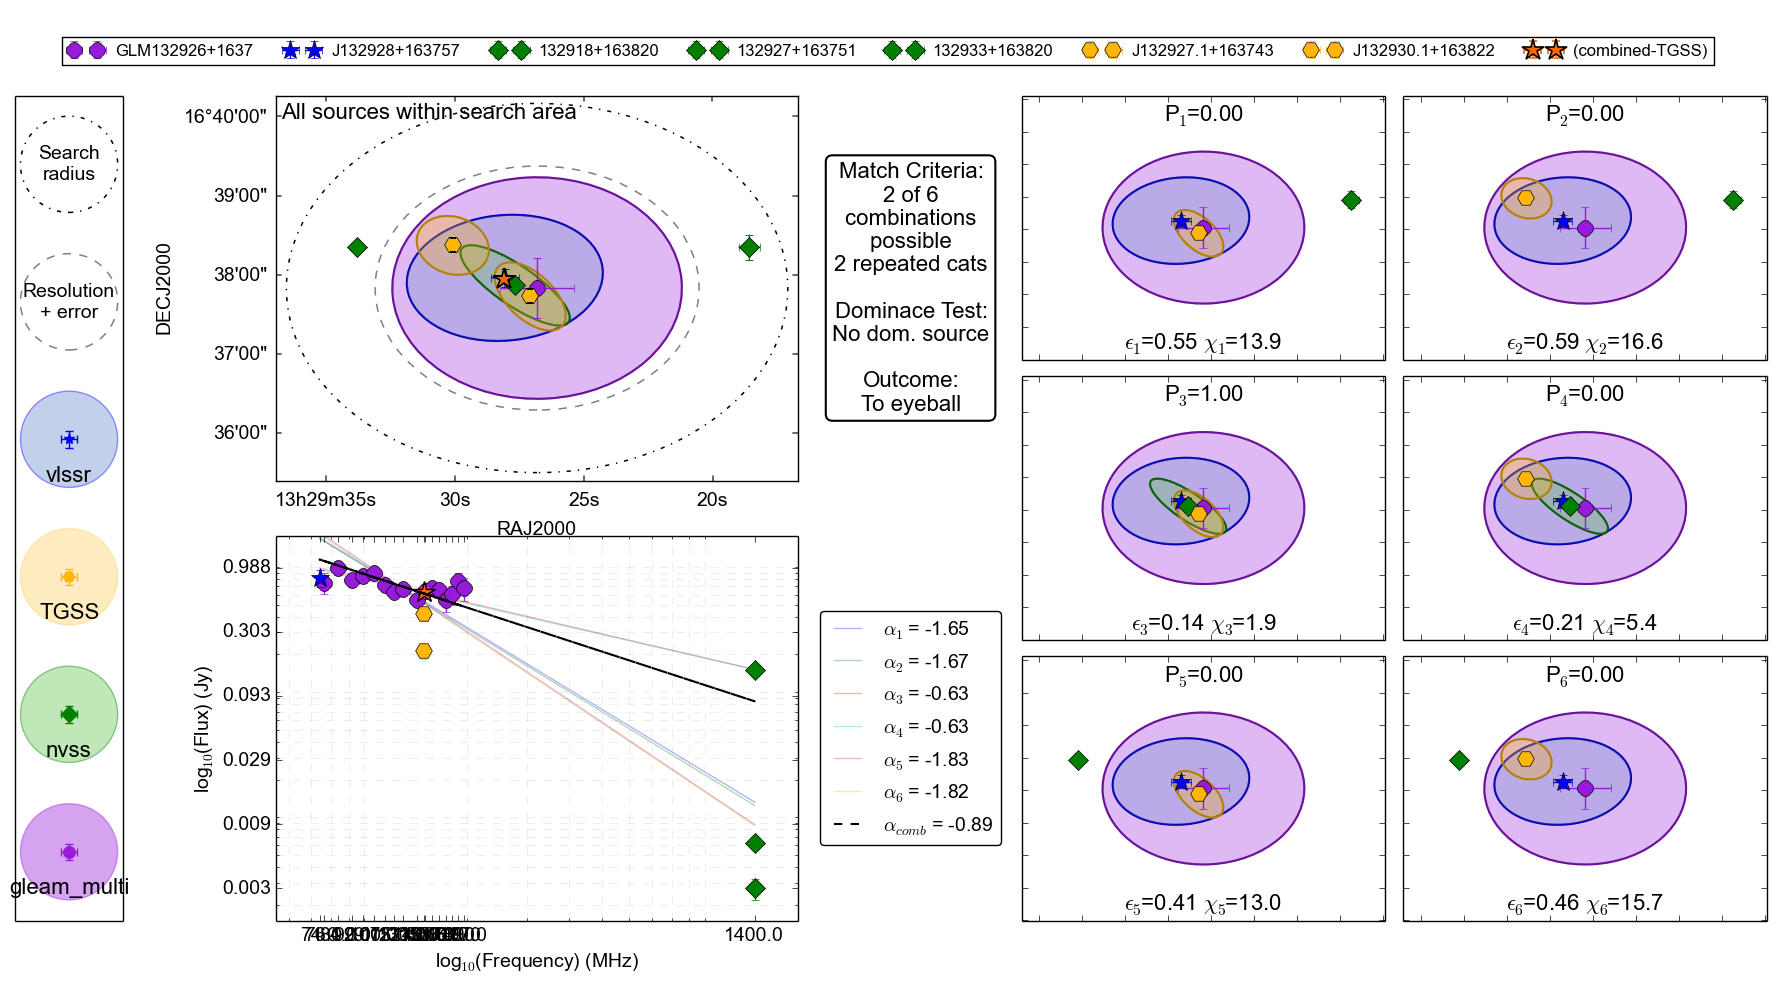 GLM132926+1637 J132928+163757 132918+163820 132927+163751 132933+163820 J132927.1+163743 J132930.1+163822 (combined-TGSS)
Search
radius
Resolution
+ error
vlssr
TGSS
nvss
gleam_multi
All sources within search area
DECJ2000
16°40'00"
39'00"
38'00"
37'00"
36'00"
13h29m35s 30s 25s 20s
RAJ2000
Match Criteria:
2 of 6
combinations
possible
2 repeated cats
Dominace Test:
No dom. source
Outcome:
To eyeball
log10(Flux) (Jy)
0.988
0.303
0.093
0.029
0.009
0.003
1400.0
log10(Frequency) (MHz)
α1 = -1.65
α2 = -1.67
α3 = -0.63
α4 = -0.63
α5 = -1.83
α6 = -1.82
αcomb = -0.89
P1=0.00
ϵ1=0.55 χ1=13.9
P2=0.00
ϵ2=0.59 χ2=16.6
P3=1.00
ϵ3=0.14 χ3=1.9
P4=0.00
ϵ4=0.21 χ4=5.4
P5=0.00
ϵ5=0.41 χ5=13.0
P6=0.00
ϵ6=0.46 χ6=15.7